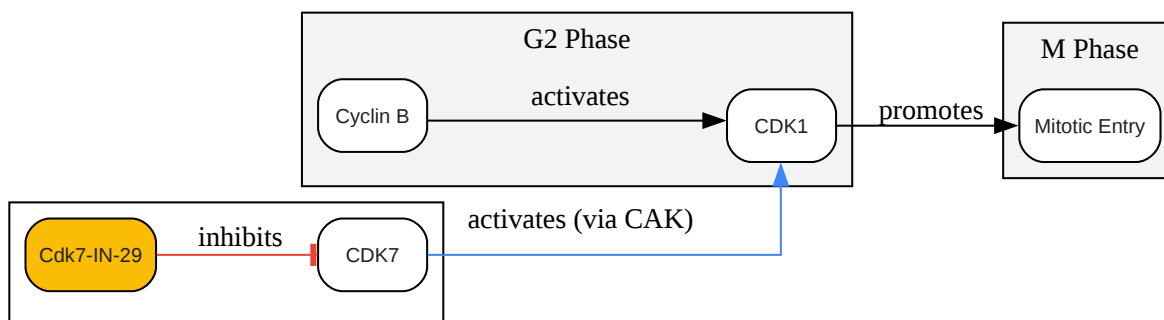 G2 Phase
M Phase
Cyclin B
activates
CDK1
promotes
Mitotic Entry
activates (via CAK)
Cdk7-IN-29
inhibits
CDK7